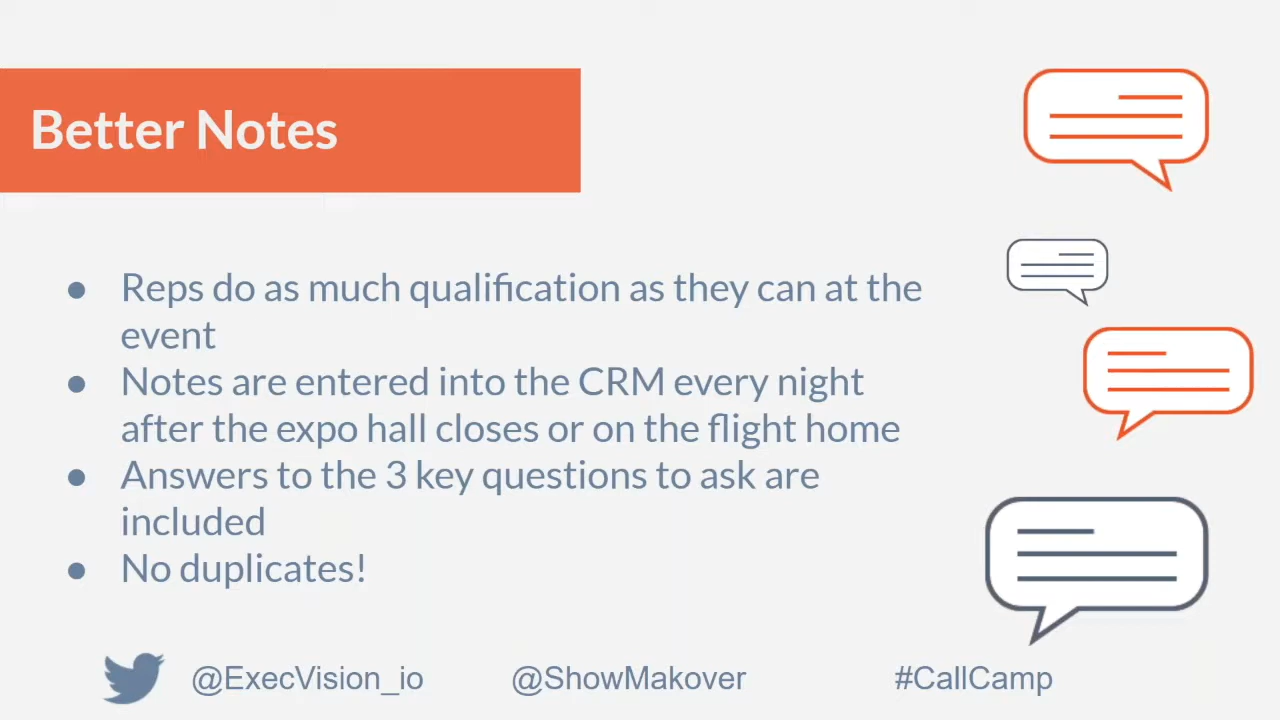 Better Notes
● Reps do as much qualification as they can at the
event
● Notes are entered into the CRM every night
after the expo hall closes or on the flight home
● Answers to the 3 key questions to ask are
included
● No duplicates!
@ExecVision_io @ShowMakover #CallCamp